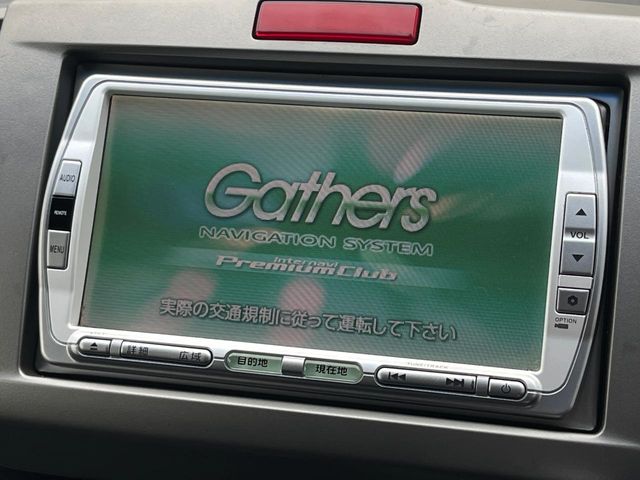 Gathers
NAVIGATION SYSTEM
internavi
PremiumClub
実際の交通規制に従って運転して下さい
AUDIO
REMOTE
MENU
VOL
OPTION
詳細 広域
目的地
現在地
TUNE/TRACK